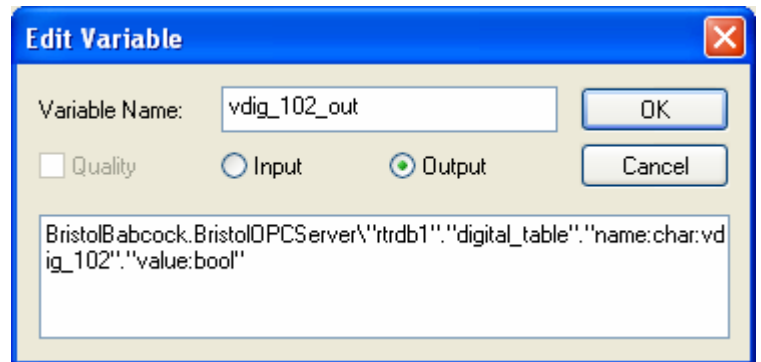 Edit Variable
Variable Name: vdig_102_out OK
Quality Input Output Cancel
BristolBabcock.BristolOPCServer\"rtrdb1"."digital_table"."name:char:vd
ig_102"."value:bool"